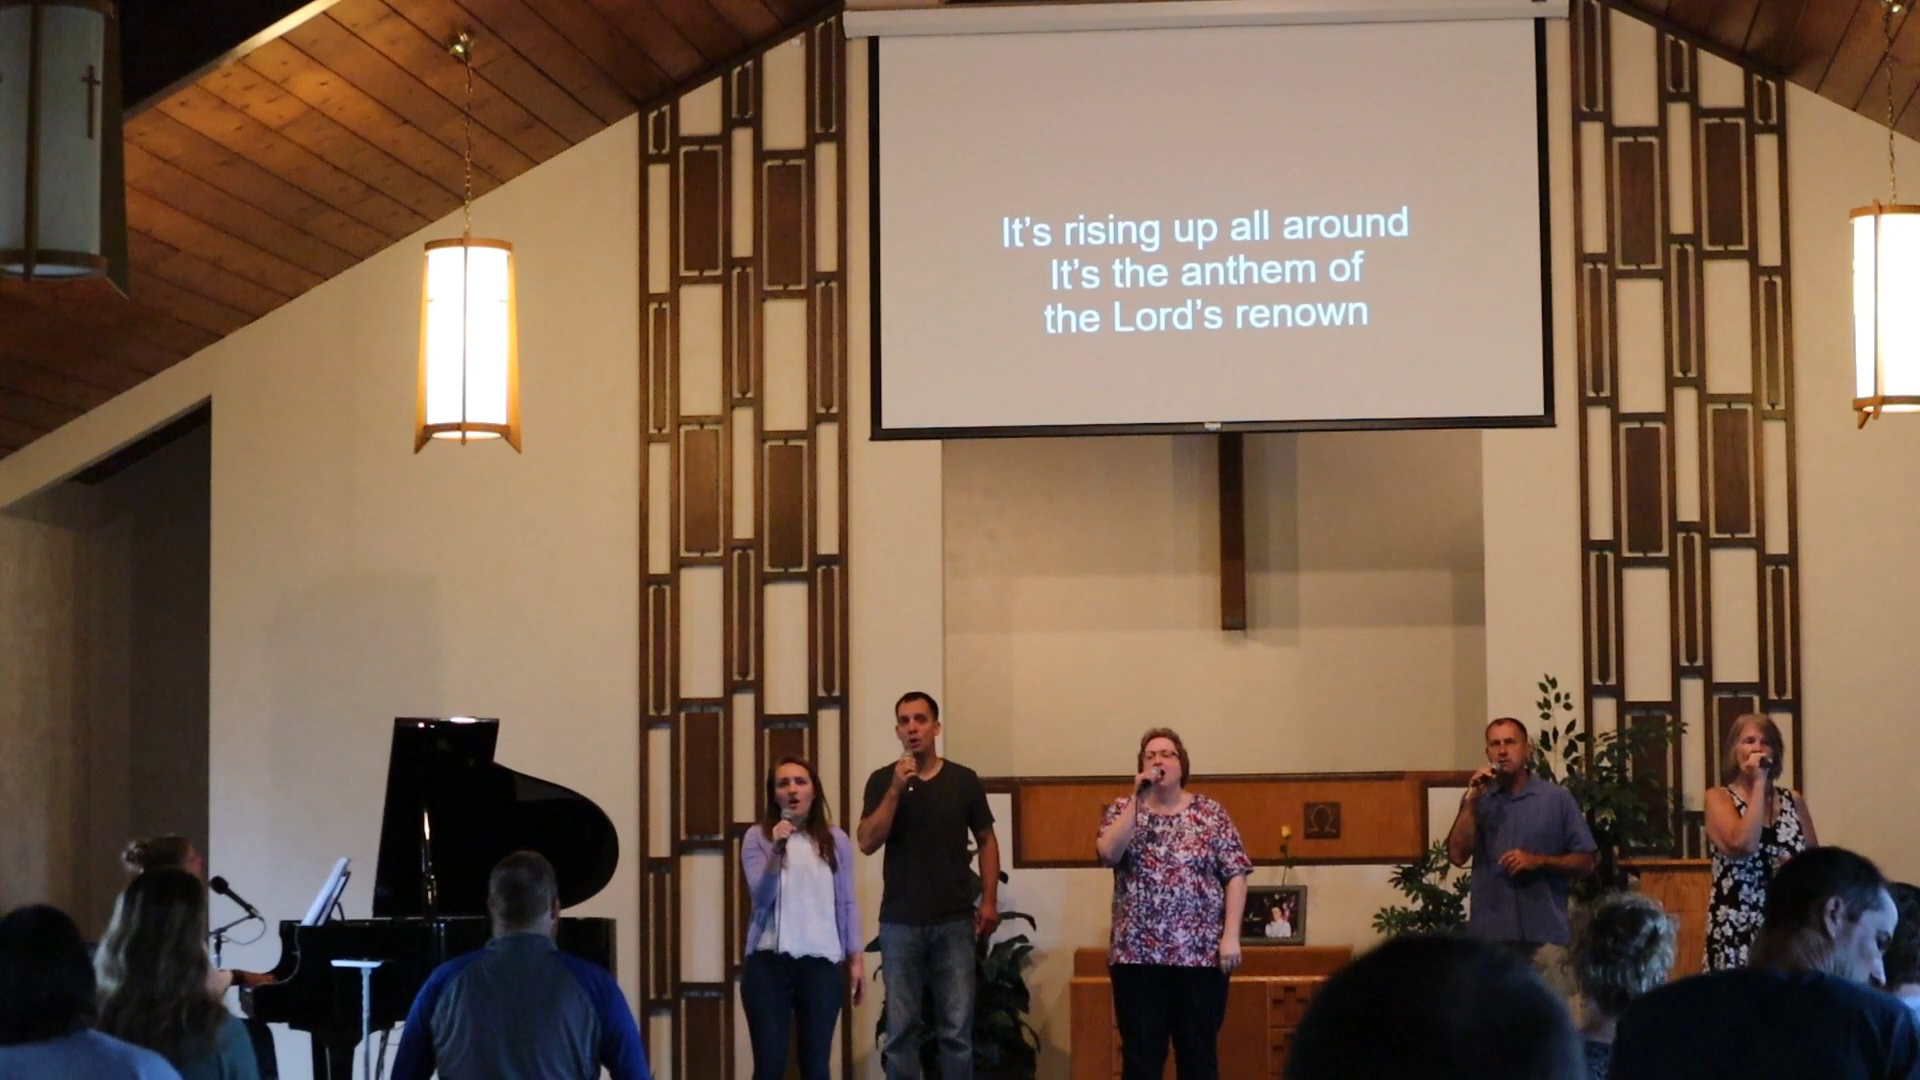 It’s rising up all around
It’s the anthem of
the Lord’s renown